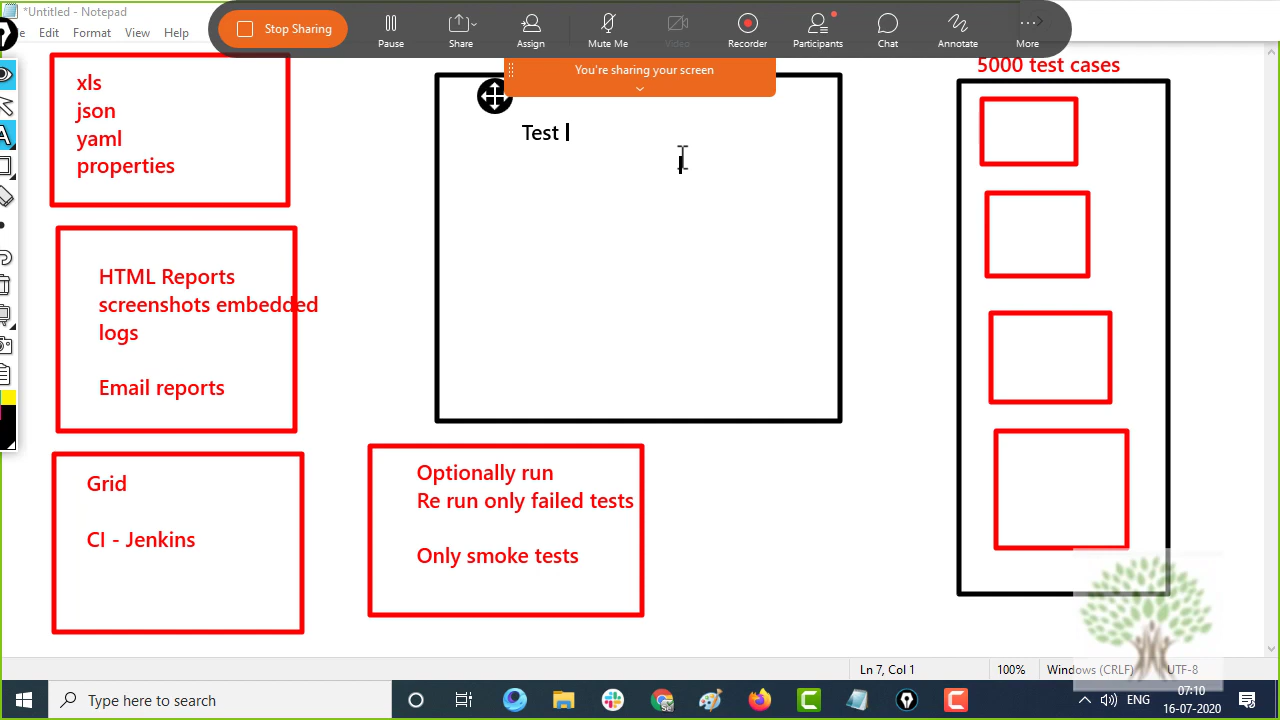 *Untitled - Notepad
Edit Format View Help
Stop Sharing
Pause
Share
Assign
Mute Me
Video
Recorder
Participants
Chat
Annotate
More
You're sharing your screen
xls
json
yaml
properties
HTML Reports
screenshots embedded
logs
Email reports
Grid
CI - Jenkins
Test
Optionally run
Re run only failed tests
Only smoke tests
5000 test cases
Ln 7, Col 1
100%
Windows (CRLF)
UTF-8
Type here to search
ENG
07:10
16-07-2020